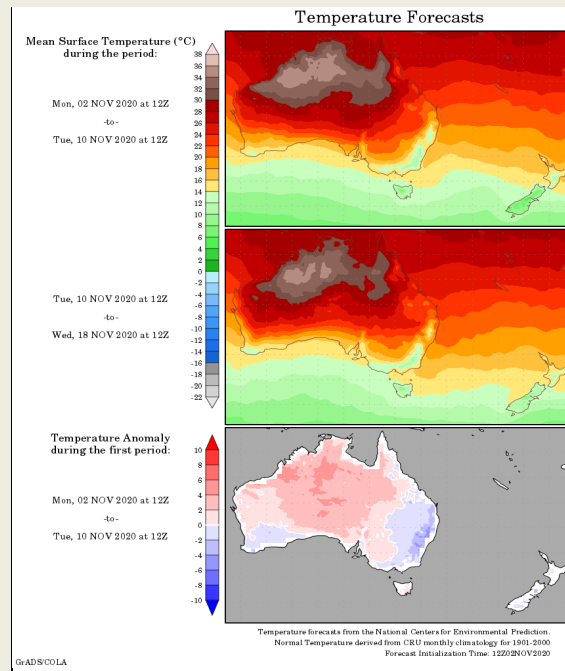 Temperature Forecasts
Mean Surface Temperature (°C)
during the period:
Mon, 02 NOV 2020 at 12Z
-to-
Tue, 10 NOV 2020 at 12Z
38
36
34
32
30
28
26
24
22
20
18
16
14
12
10
8
6
4
2
0
-2
-4
-6
-8
-10
-12
-14
-16
-18
-20
-22
Tue, 10 NOV 2020 at 12Z
-to-
Wed, 18 NOV 2020 at 12Z
Temperature Anomaly
during the first period:
Mon, 02 NOV 2020 at 12Z
-to-
Tue, 10 NOV 2020 at 12Z
10
8
6
4
2
0
-2
-4
-6
-8
-10
Temperature forecasts from the National Centers for Environmental Prediction.
Normal Temperature derived from CRU monthly climatology for 1901-2000
Forecast Initialization Time: 12Z02NOV2020
GrADS/COLA